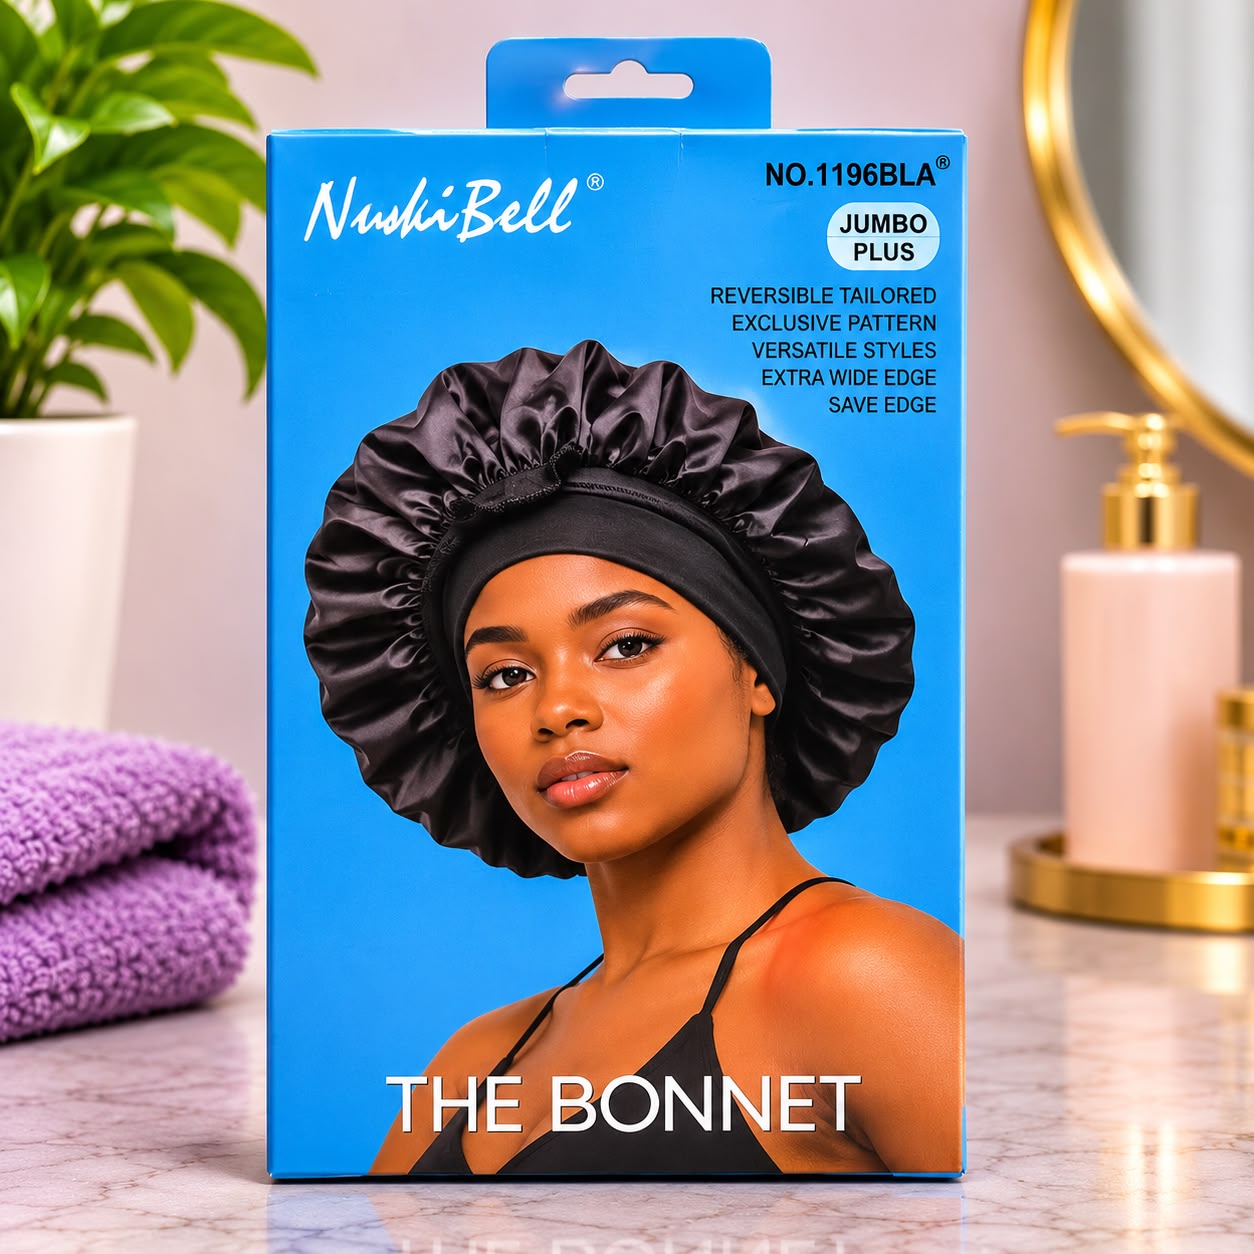 NuskiBell®
NO.1196BLA®
JUMBO
PLUS
REVERSIBLE TAILORED
EXCLUSIVE PATTERN
VERSATILE STYLES
EXTRA WIDE EDGE
SAVE EDGE
THE BONNET